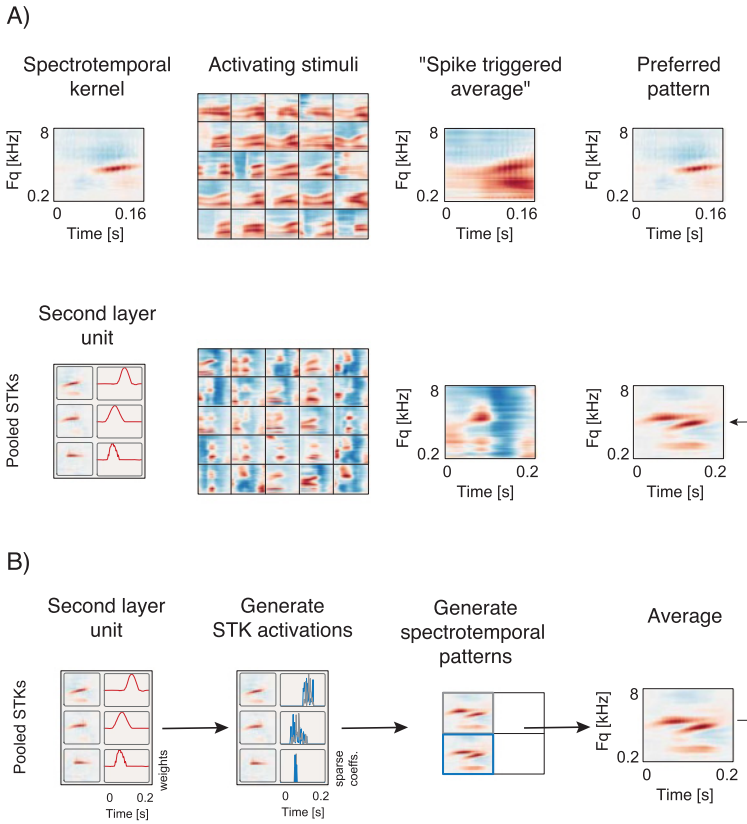 A)
Spectrotemporal
kernel
Activating stimuli
"Spike triggered
average"
Preferred
pattern
Fq [kHz]
8
0.2
0
0.16
Time [s]
Fq [kHz]
8
0.2
0
0.16
Time [s]
Fq [kHz]
8
0.2
0
0.16
Time [s]
Second layer
unit
Pooled STKs
Fq [kHz]
8
0.2
0
0.2
Time [s]
Fq [kHz]
8
0.2
0
0.2
Time [s]
B)
Second layer
unit
Generate
STK activations
Generate
spectrotemporal
patterns
Average
Pooled STKs
weights
0 0.2
Time [s]
sparse
coeffs.
0 0.2
Time [s]
Fq [kHz]
8
0.2
0
0.2
Time [s]